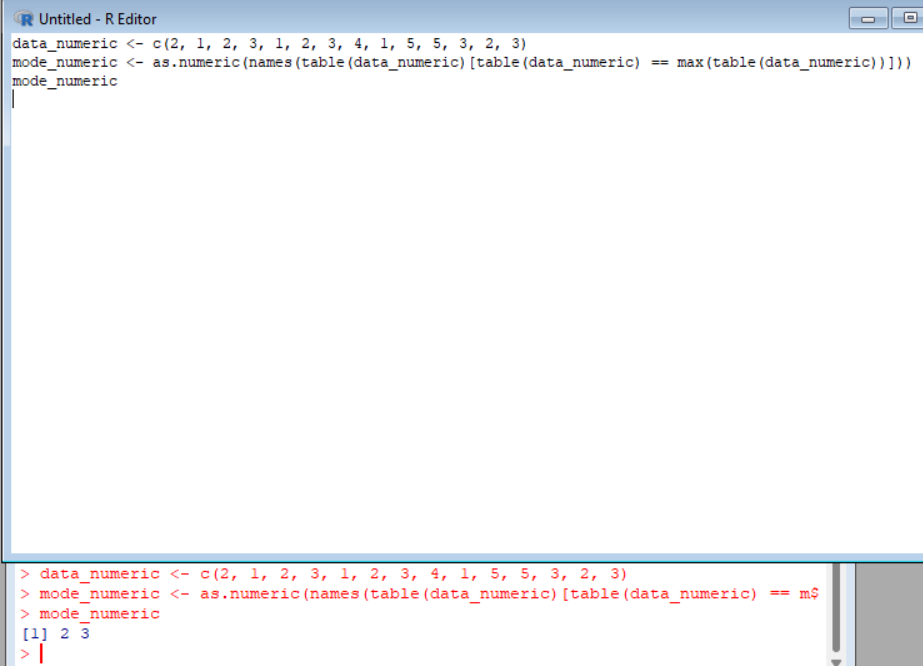 Untitled - R Editor
data_numeric <- c(2, 1, 2, 3, 1, 2, 3, 4, 1, 5, 5, 3, 2, 3)
mode_numeric <- as.numeric(names(table(data_numeric)[table(data_numeric) == max(table(data_numeric))]))
mode_numeric
> data_numeric <- c(2, 1, 2, 3, 1, 2, 3, 4, 1, 5, 5, 3, 2, 3)
> mode_numeric <- as.numeric(names(table(data_numeric)[table(data_numeric) == m$
> mode_numeric
[1] 2 3
>